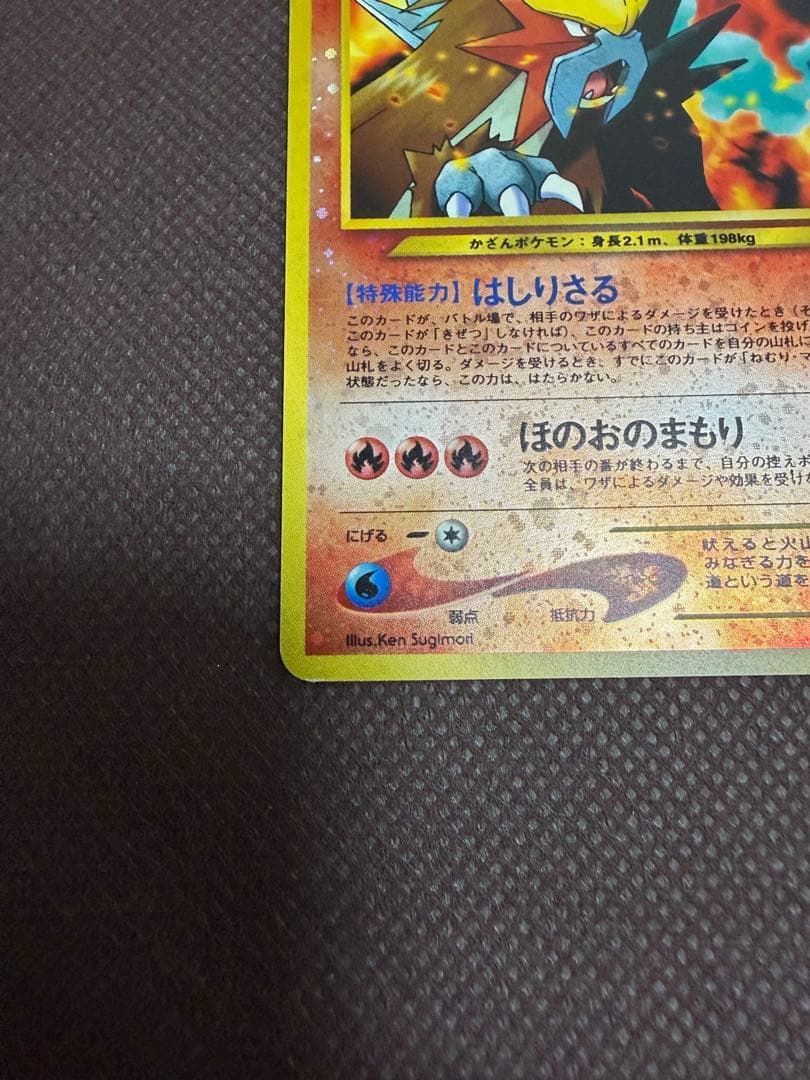 かざんポケモン：身長2.1m、体重198kg
【特殊能力】はしりさる
このカードが、バトル場で、相手のワザによるダメージを受けたとき（そ
このカードが「きぜつ」しなければ）、このカードの持ち主はコインを投げ
なら、このカードとこのカードについているすべてのカードを自分の山札に
山札をよく切る。ダメージを受けるとき、すでにこのカードが「ねむり・マ
状態だったなら、この力は、はたらかない。
ほのおのまもり
次の相手の番が終わるまで、自分の控えポ
全員は、ワザによるダメージや効果を受けな
にげる
吠えると火山
みなぎる力を
道という道を
弱点
抵抗力
Illus.Ken Sugimori